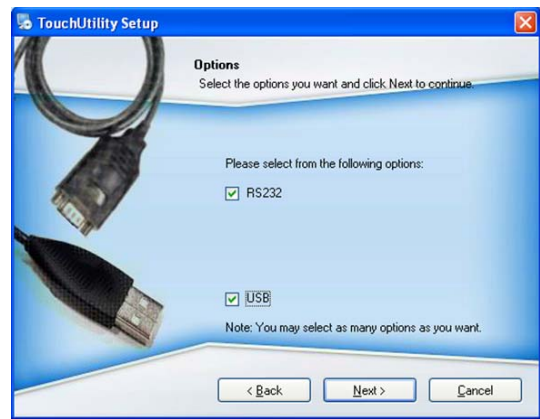 TouchUtility Setup
Options
Select the options you want and click Next to continue.
Please select from the following options:
RS232
USB
Note: You may select as many options as you want.
< Back Next > Cancel